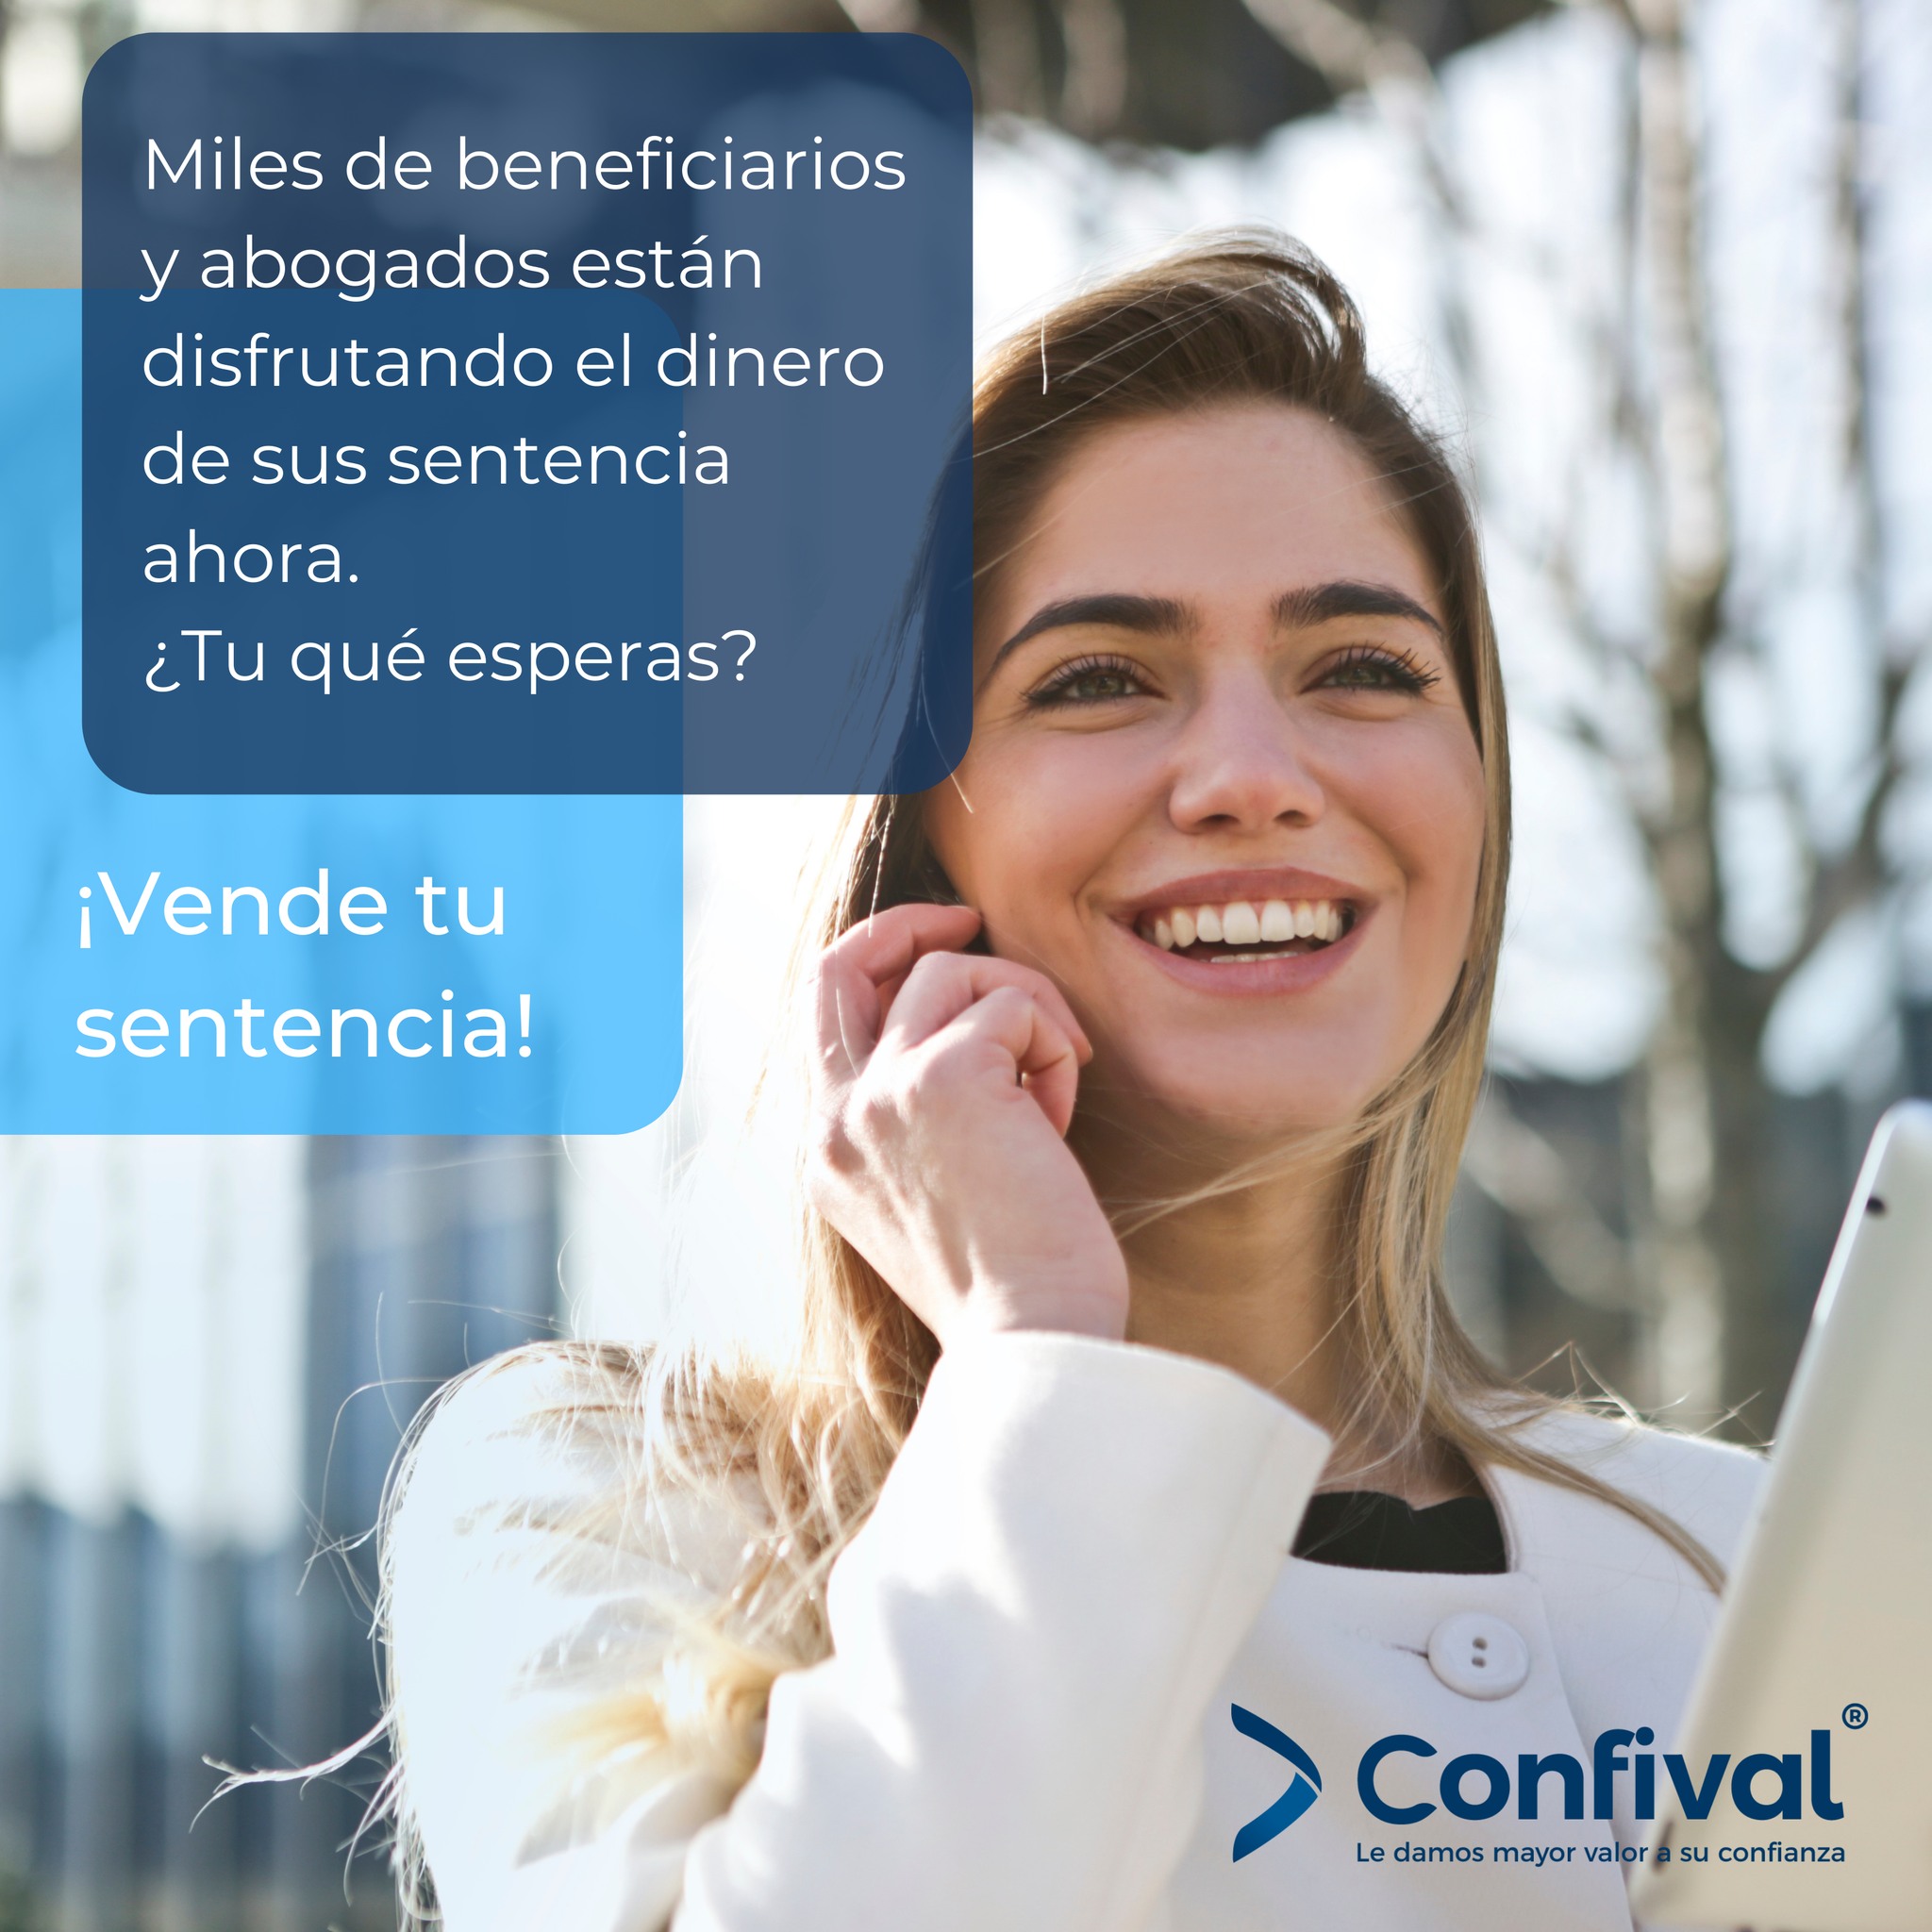 Miles de beneficiarios
y abogados están
disfrutando el dinero
de sus sentencia
ahora.
¿Tu qué esperas?
¡Vende tu
sentencia!
Confival®
Le damos mayor valor a su confianza